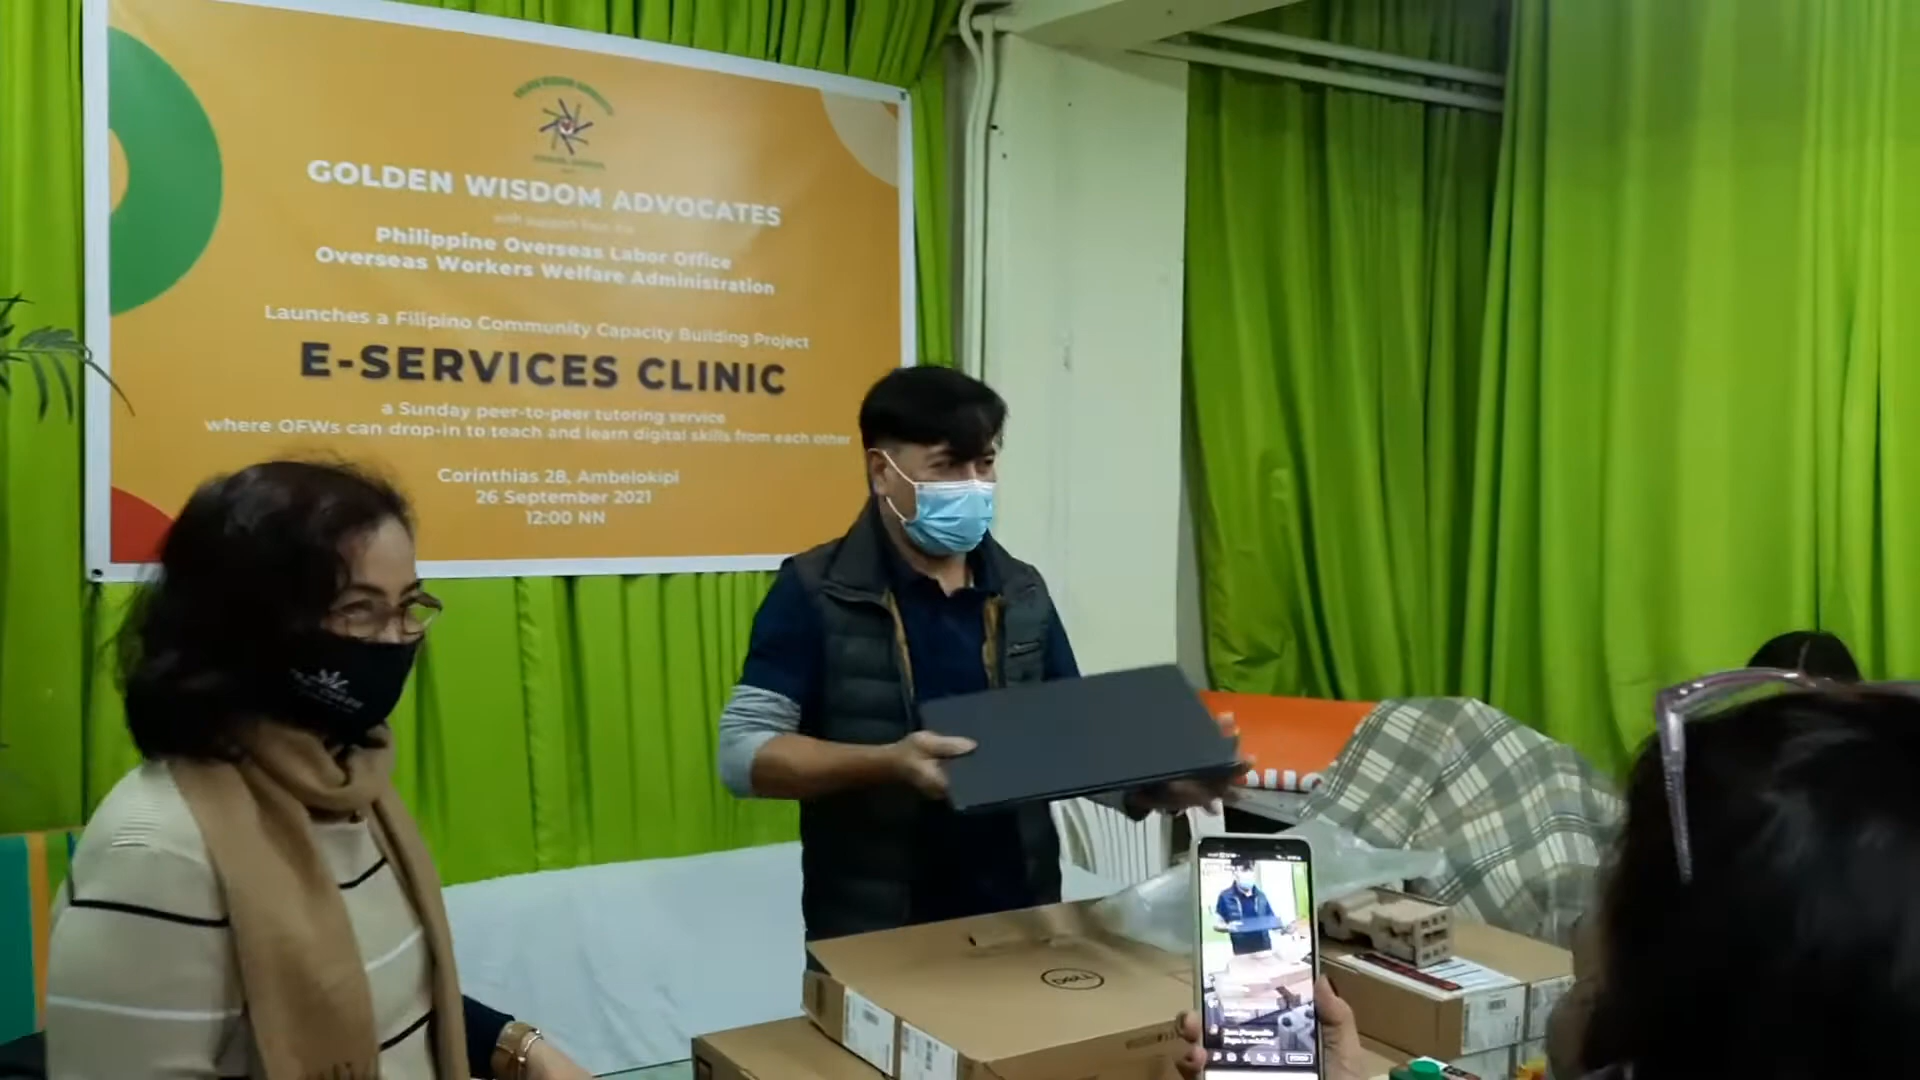 GOLDEN WISDOM ADVOCATES
with support from the
Philippine Overseas Labor Office
Overseas Workers Welfare Administration
Launches a Filipino Community Capacity Building Project
E-SERVICES CLINIC
a Sunday peer-to-peer tutoring service
where OFWs can drop-in to teach and learn digital skills from each other
Corinthias 28, Ambelokipi
26 September 2021
12:00 NN
DELL